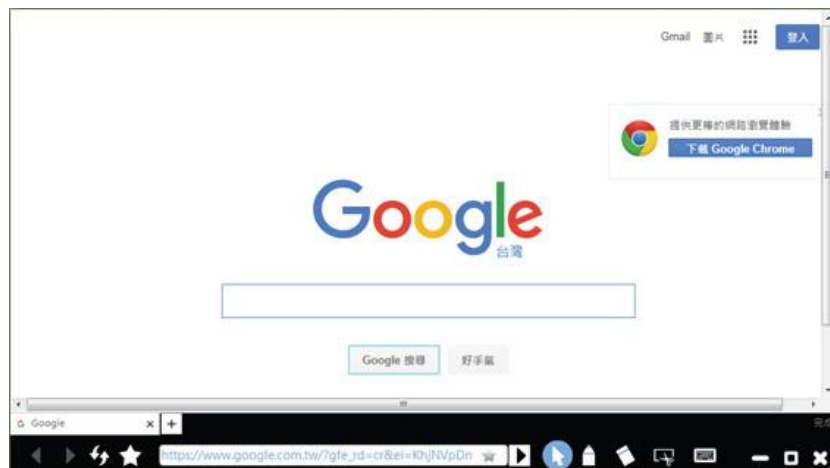 Gmail 圖片
登入
提供更棒的網路瀏覽體驗
下載 Google Chrome
Google
台灣
Google 搜尋 好手氣
Google
完成
https://www.google.com.tw/?gfe_rd=cr&ei=KhjNVpDn